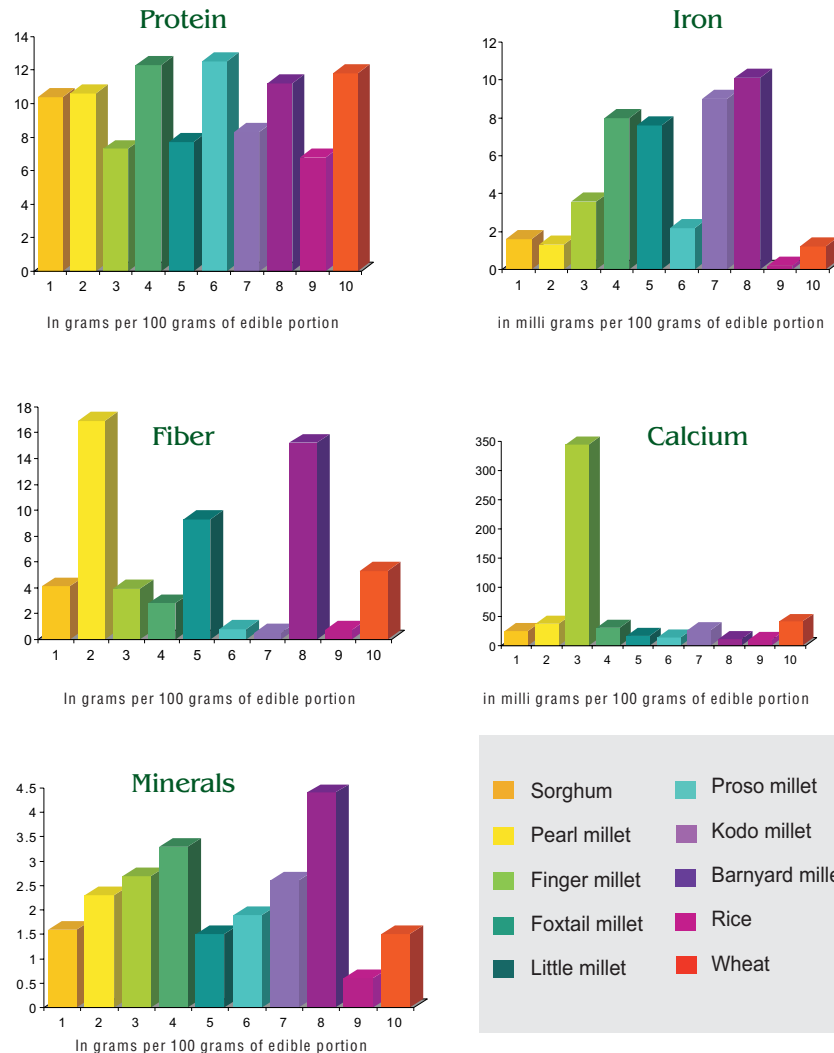 Protein
14
12
10
8
6
4
2
0
1 2 3 4 5 6 7 8 9 10
In grams per 100 grams of edible portion
Iron
12
10
8
6
4
2
0
1 2 3 4 5 6 7 8 9 10
in milli grams per 100 grams of edible portion
Fiber
18
16
14
12
10
8
6
4
2
0
1 2 3 4 5 6 7 8 9 10
In grams per 100 grams of edible portion
Calcium
350
300
250
200
150
100
50
0
1 2 3 4 5 6 7 8 9 10
in milli grams per 100 grams of edible portion
Minerals
4.5
4
3.5
3
2.5
2
1.5
1
0.5
0
1 2 3 4 5 6 7 8 9 10
In grams per 100 grams of edible portion
Sorghum
Pearl millet
Finger millet
Foxtail millet
Little millet
Proso millet
Kodo millet
Barnyard mille
Rice
Wheat